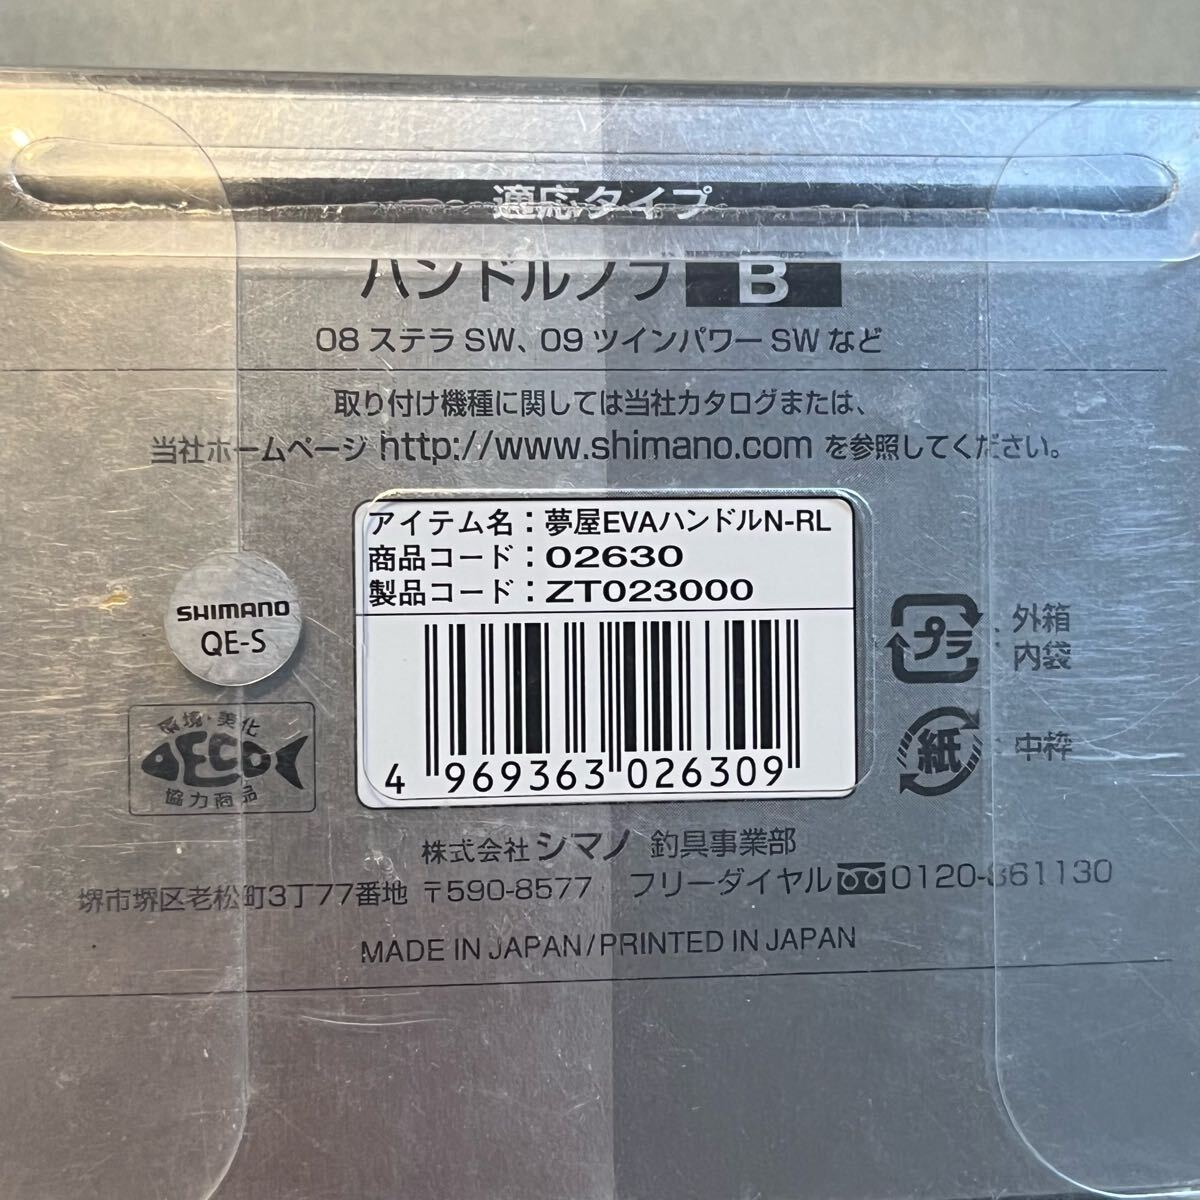 適応タイプ
ハンドルノブ B
08 ステラ SW、09 ツインパワー SW など
取り付け機種に関しては当社カタログまたは、
当社ホームページ http://www.shimano.com を参照してください。
アイテム名：夢屋EVAハンドルN-RL
商品コード：02630
製品コード：ZT023000
4 969363 026309
SHIMANO
QE-S
環境・美化
ECO
協力商品
プラ
外箱
内袋
紙
中枠
株式会社 シマノ 釣具事業部
堺市堺区老松町3丁77番地 〒590-8577 フリーダイヤル 0120-861130
MADE IN JAPAN/PRINTED IN JAPAN